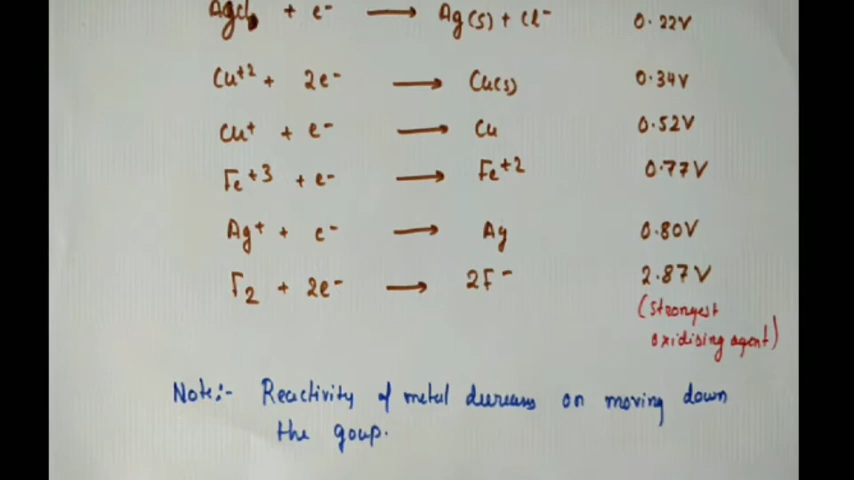 AgCl + e⁻ ⟶ Ag(s) + Cl⁻ 0.22V
Cu⁺² + 2e⁻ ⟶ Cu(s) 0.34V
Cu⁺ + e⁻ ⟶ Cu 0.52V
Fe⁺³ + e⁻ ⟶ Fe⁺² 0.77V
Ag⁺ + e⁻ ⟶ Ag 0.80V
F₂ + 2e⁻ ⟶ 2F⁻ 2.87V
(strongest
oxidising agent)
Note:- Reactivity of metal decreases on moving down
the goup.